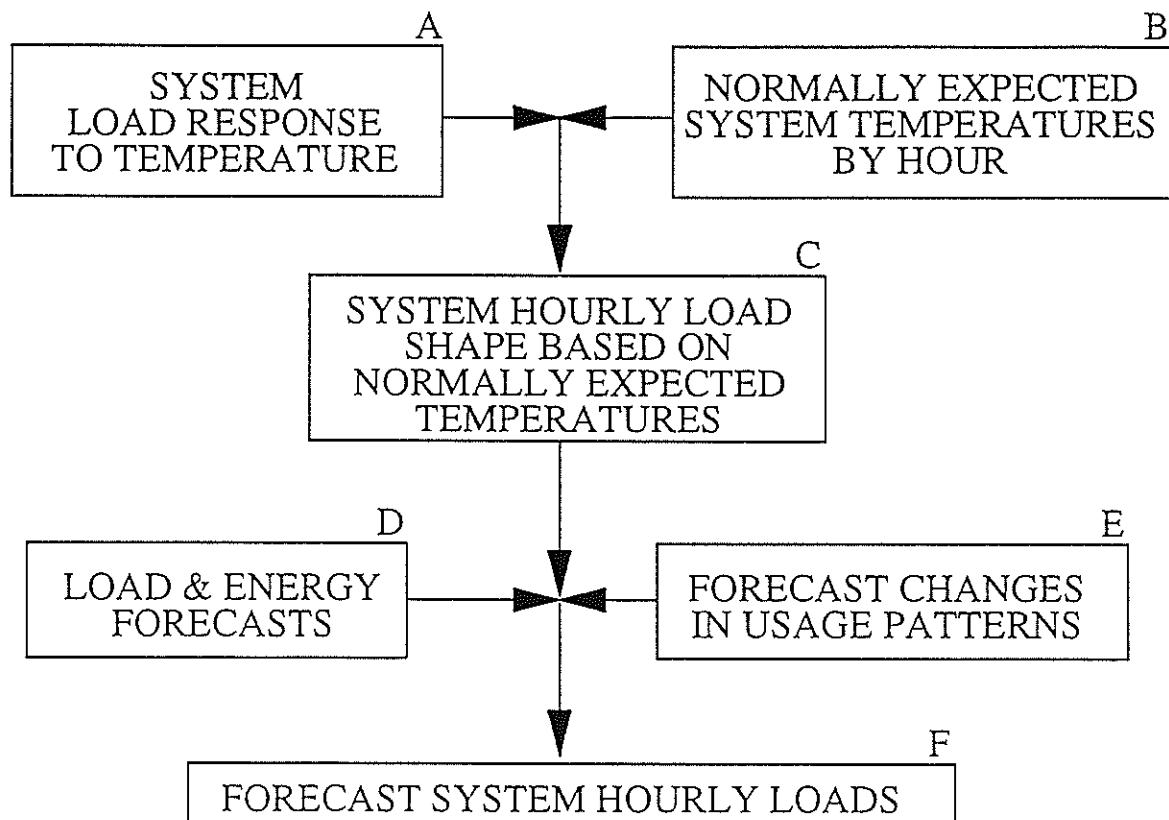 A
SYSTEM
LOAD RESPONSE
TO TEMPERATURE
B
NORMALLY EXPECTED
SYSTEM TEMPERATURES
BY HOUR
C
SYSTEM HOURLY LOAD
SHAPE BASED ON
NORMALLY EXPECTED
TEMPERATURES
D
LOAD & ENERGY
FORECASTS
E
FORECAST CHANGES
IN USAGE PATTERNS
F
FORECAST SYSTEM HOURLY LOADS